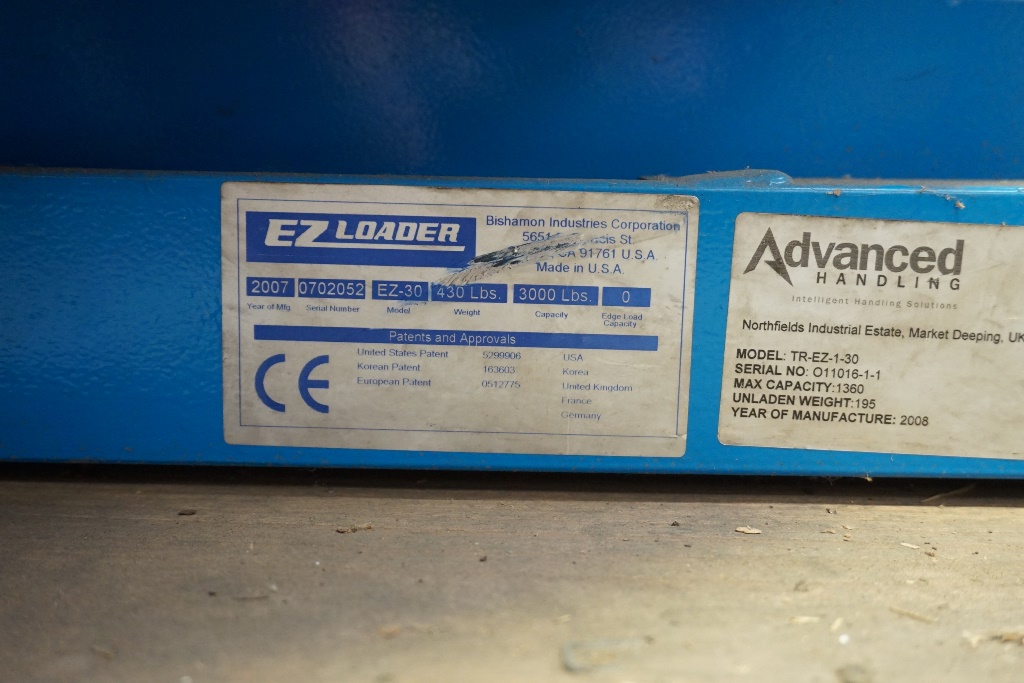 EZ LOADER
Bishamon Industries Corporation
5651 St
CA 91761 U.S.A.
Made in U.S.A.
2007 0702052 EZ-30 430 Lbs. 3000 Lbs. 0
Year of Mfg Serial Number Model Weight Capacity Edge Load Capacity
Patents and Approvals
United States Patent 5299906 USA
Korean Patent 163603 Korea
European Patent 0512775 United Kingdom
France
Germany
CE
Advanced
HANDLING
Intelligent Handling Solutions
Northfields Industrial Estate, Market Deeping, UK
MODEL: TR-EZ-1-30
SERIAL NO: O11016-1-1
MAX CAPACITY:1360
UNLADEN WEIGHT:195
YEAR OF MANUFACTURE: 2008